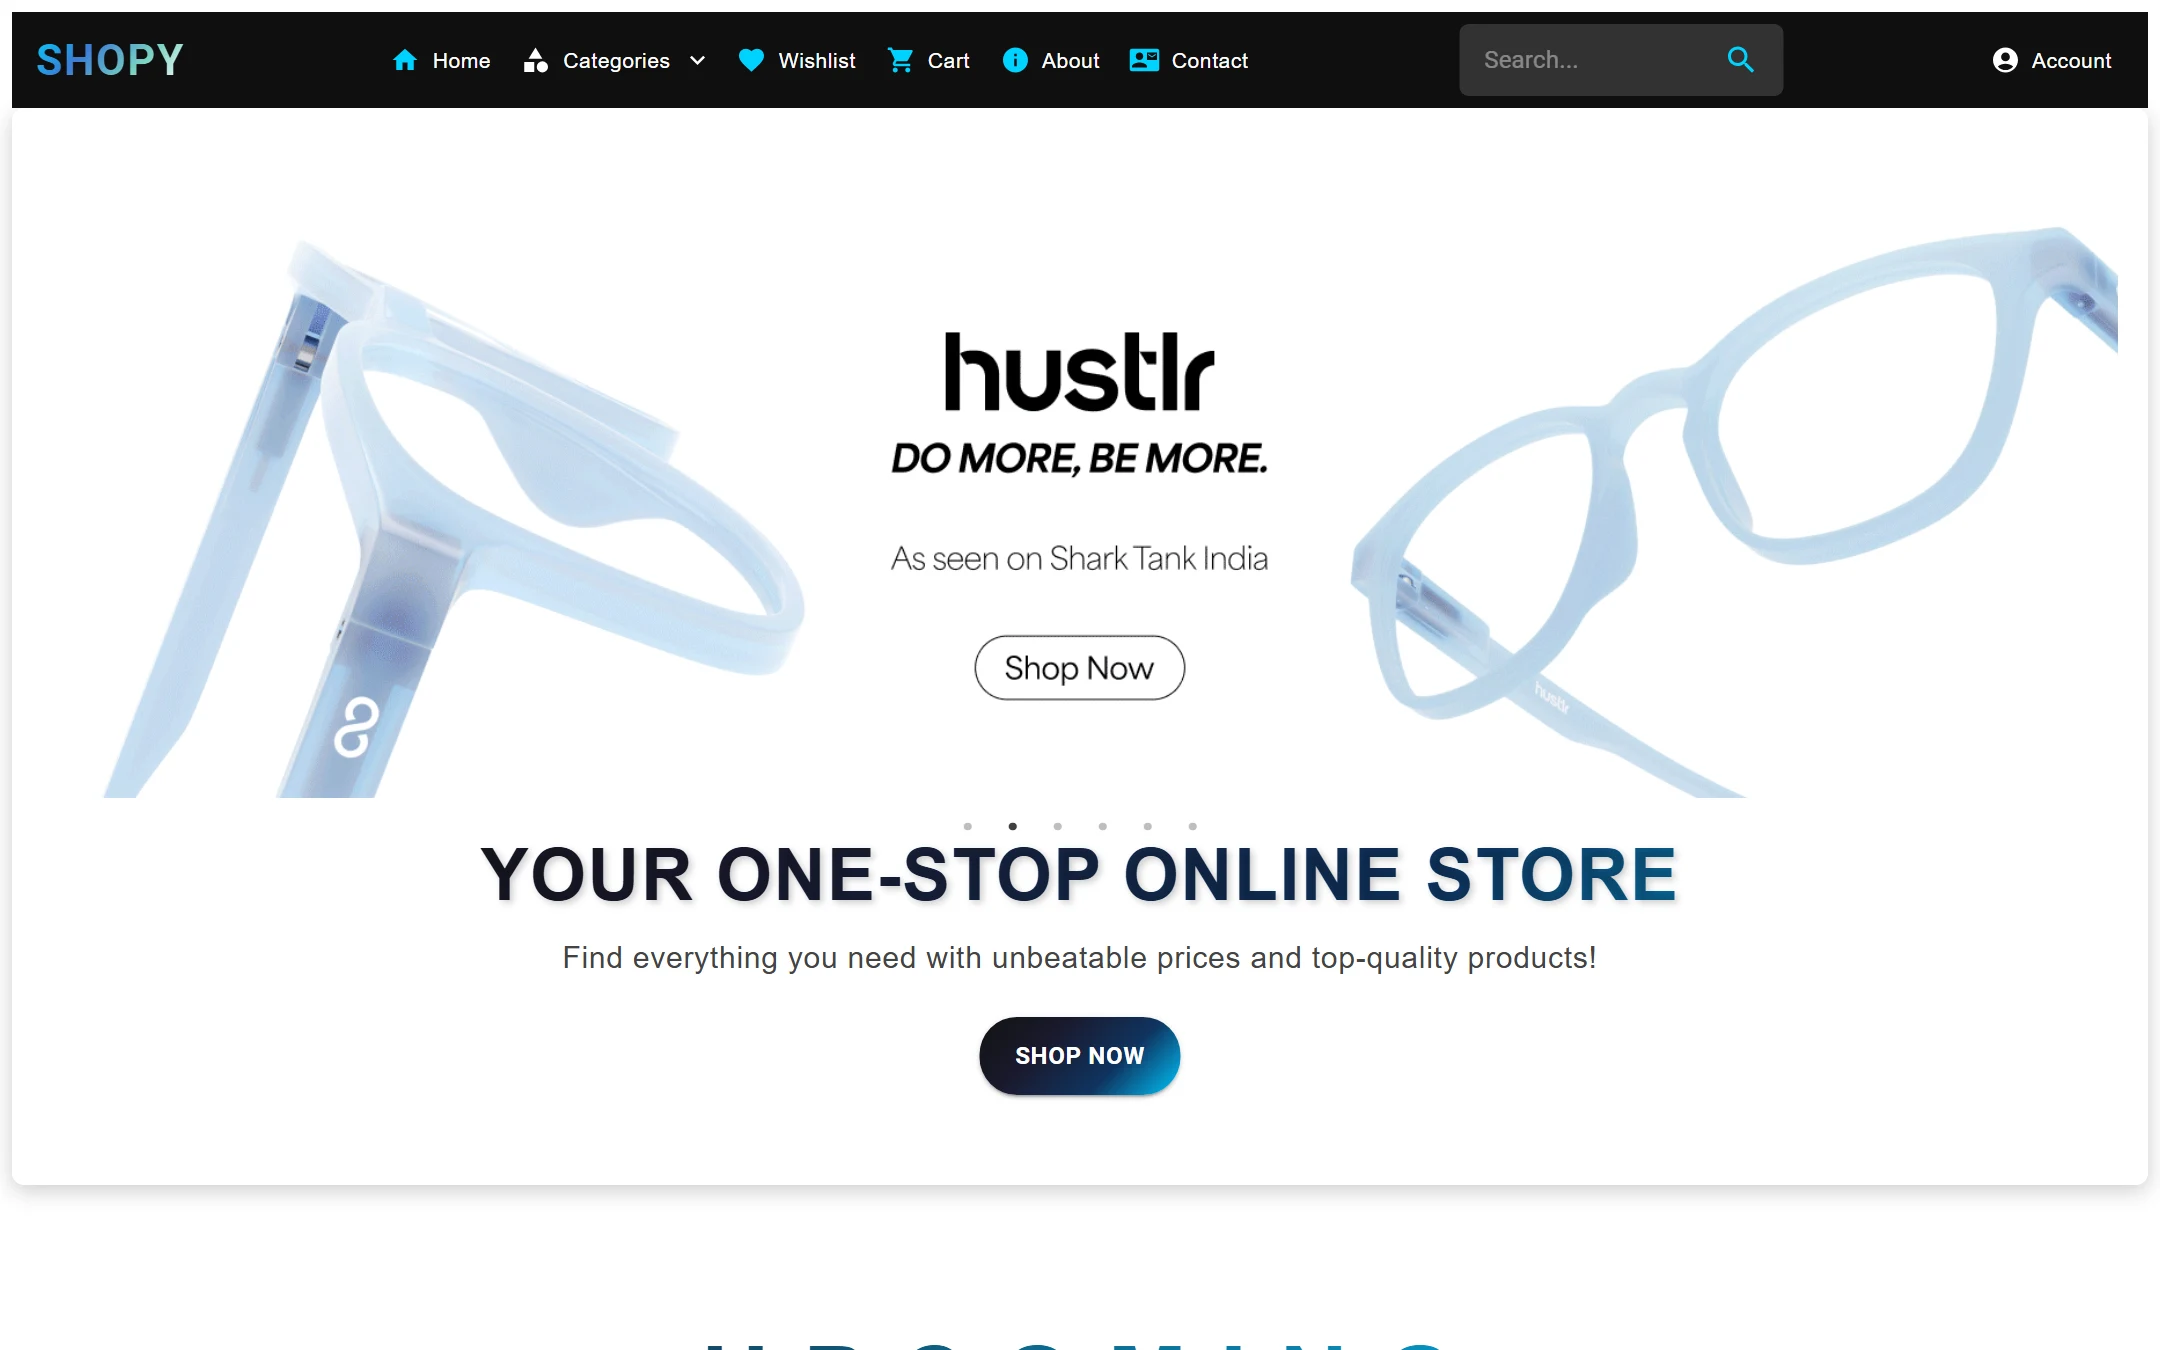 SHOPY
Home
Categories
Wishlist
Cart
About
Contact
Search...
Account
hustlr
DO MORE, BE MORE.
As seen on Shark Tank India
Shop Now
hustlr
YOUR ONE-STOP ONLINE STORE
Find everything you need with unbeatable prices and top-quality products!
SHOP NOW